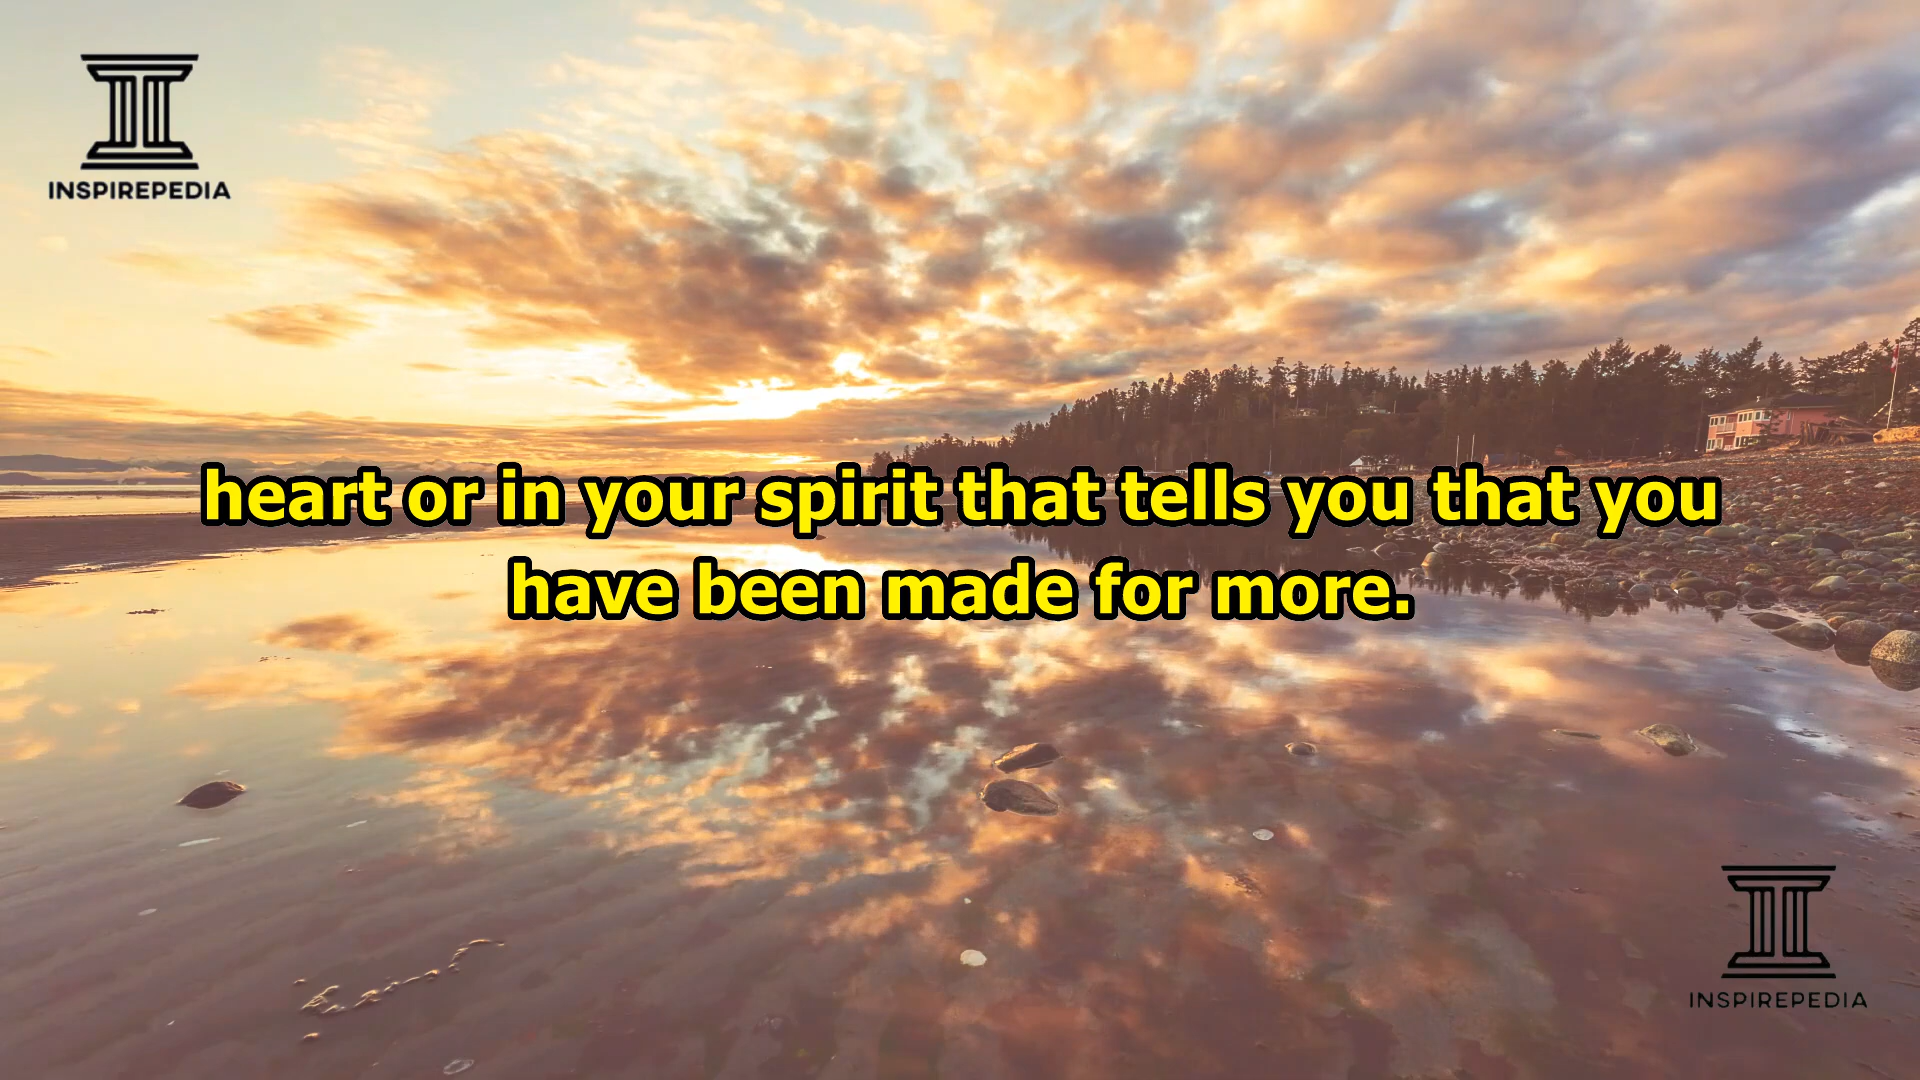 INSPIREPEDIA
heart or in your spirit that tells you that you
have been made for more.
INSPIREPEDIA